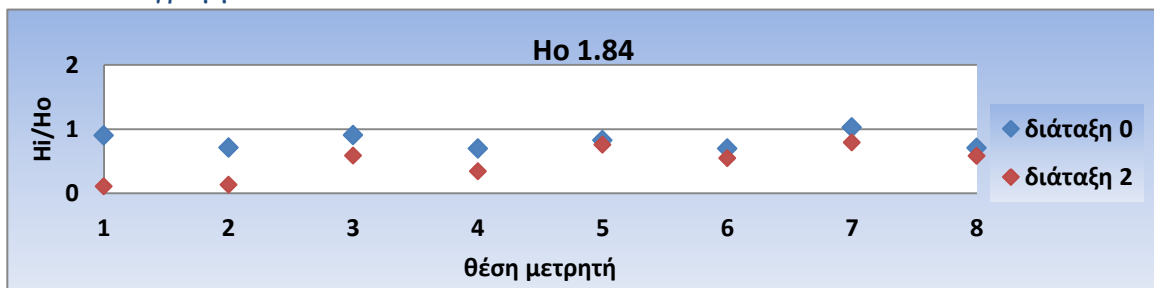 Ho 1.84
2
1
0
Hi/Ho
1 2 3 4 5 6 7 8
θέση μετρητή
διάταξη 0
διάταξη 2